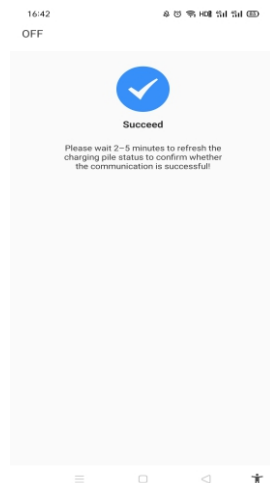 16:42
OFF
Succeed
Please wait 2–5 minutes to refresh the
charging pile status to confirm whether
the communication is successful!